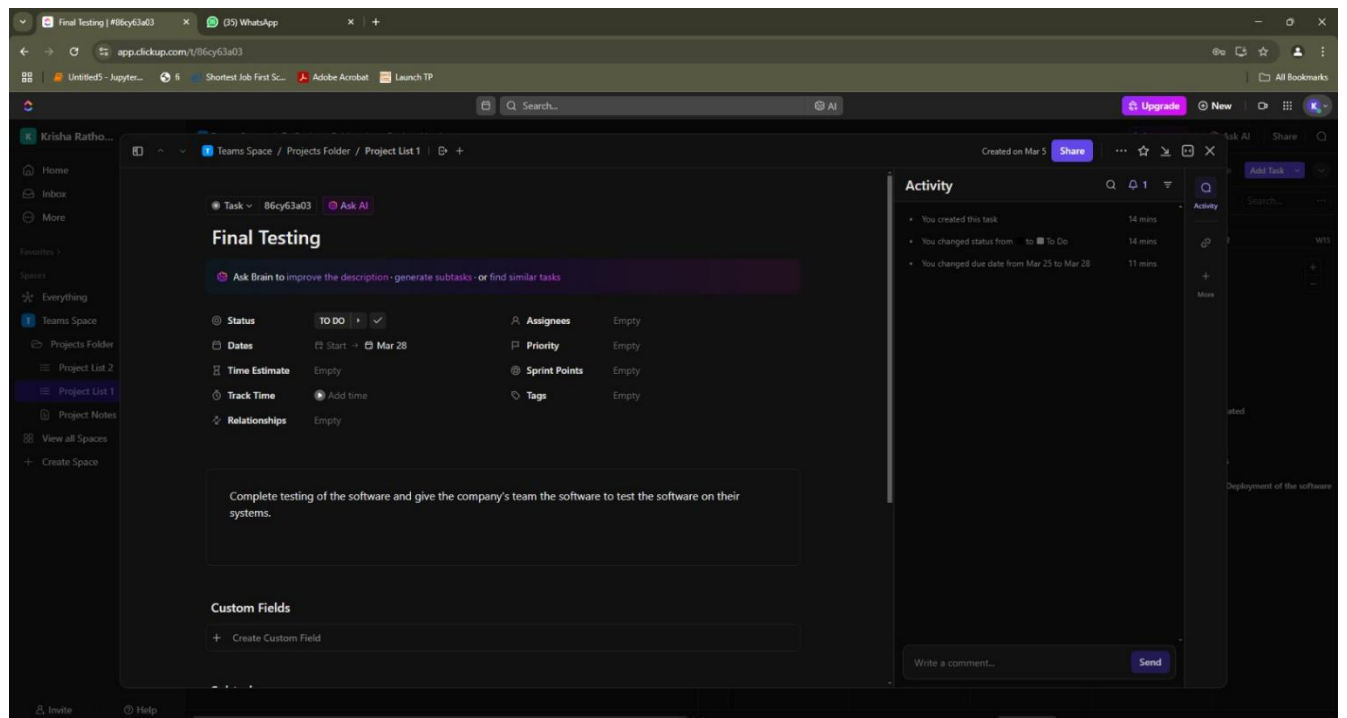 Final Testing | #86cy63a03
(35) WhatsApp
app.clickup.com/t/86cy63a03
Untitled5 - Jupyter...
fi
Shortest Job First Sc...
Adobe Acrobat
Launch TP
All Bookmarks
Search...
AI
Upgrade
New
K
K Krisha Ratho...
Ask AI
Share
Home
Inbox
More
Favorites
Spaces
Everything
T Teams Space
Projects Folder
Project List 2
Project List 1
Project Notes
View all Spaces
Create Space
Invite
Help
T Teams Space / Projects Folder / Project List 1
Created on Mar 5
Share
Task
86cy63a03
Ask AI
Final Testing
Ask Brain to improve the description · generate subtasks · or find similar tasks
Status
TO DO
Assignees
Empty
Dates
Start → Mar 28
Priority
Empty
Time Estimate
Empty
Sprint Points
Empty
Track Time
Add time
Tags
Empty
Relationships
Empty
Complete testing of the software and give the company's team the software to test the software on their
systems.
Custom Fields
+ Create Custom Field
Activity
1
You created this task
14 mins
You changed status from to To Do
14 mins
You changed due date from Mar 25 to Mar 28
11 mins
Write a comment...
Send
Activity
More
Add Task
Search...
W15
Deployment of the software